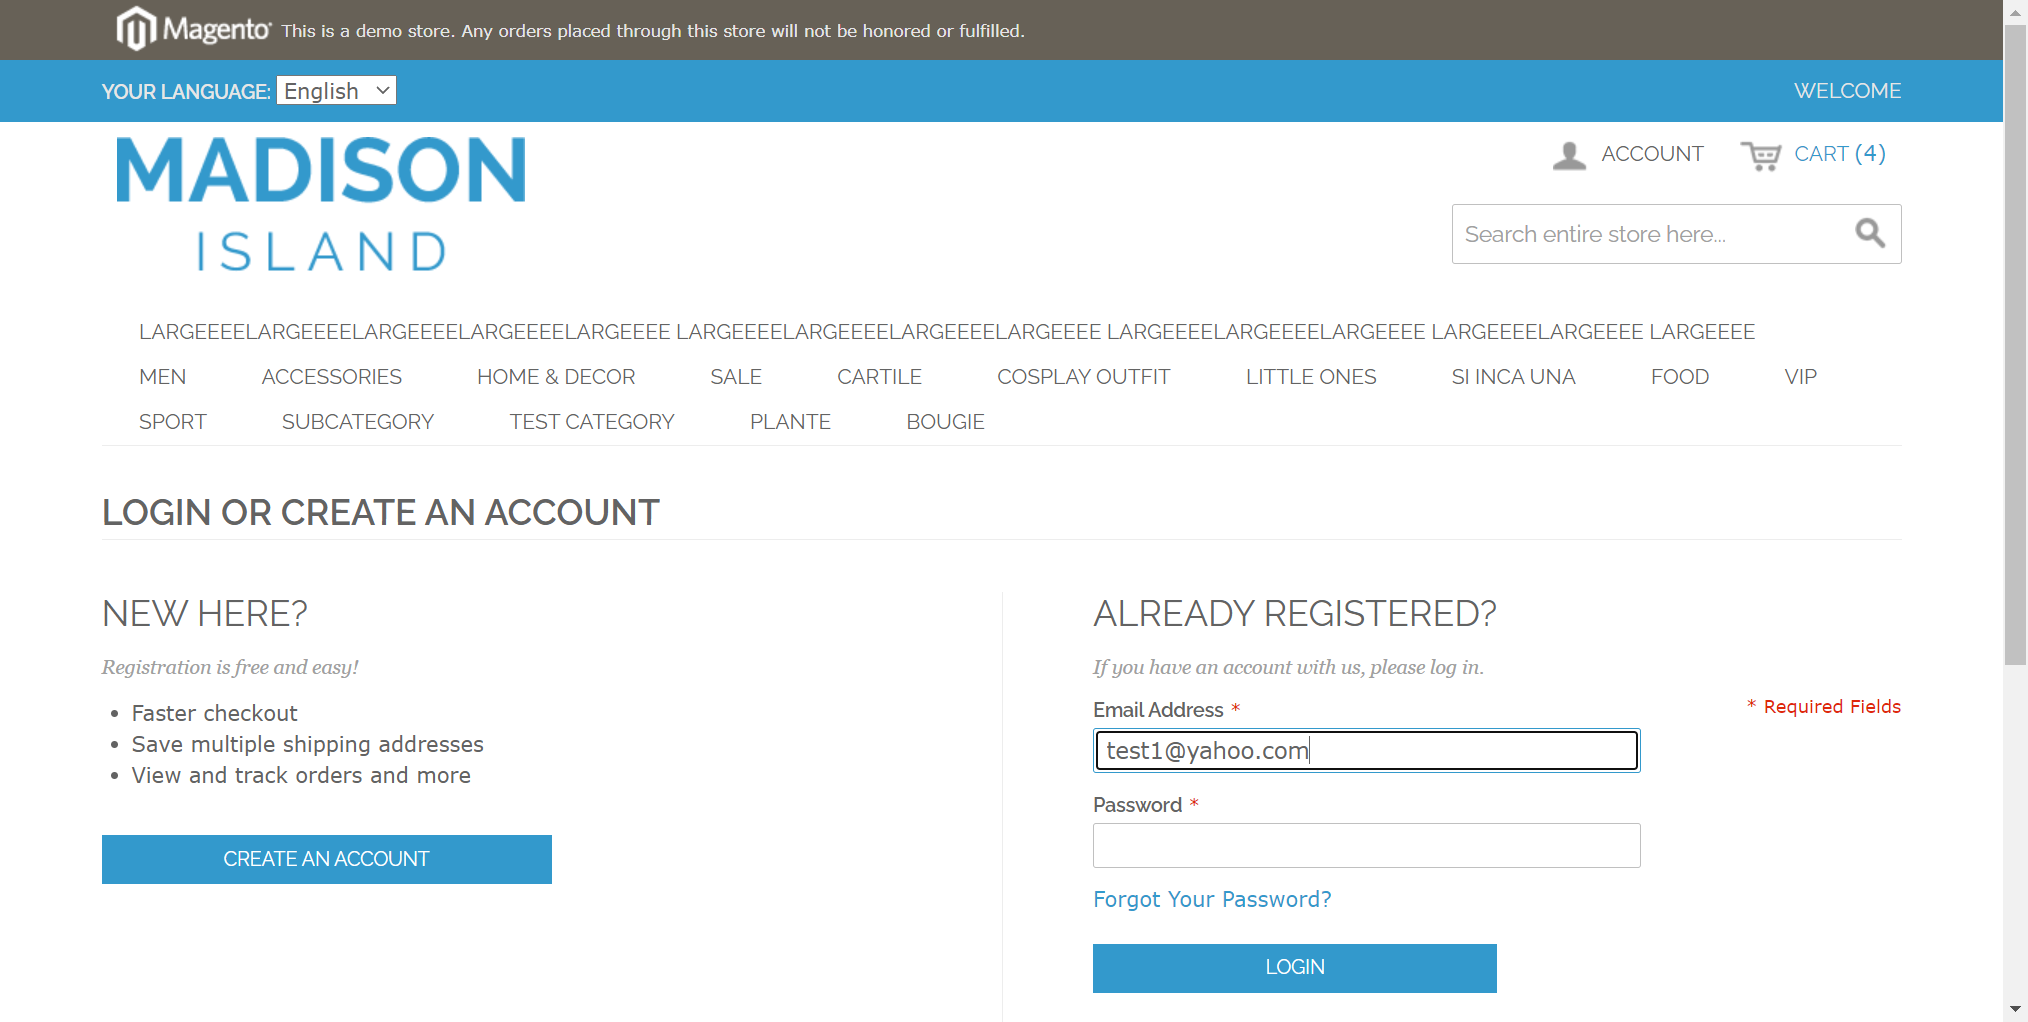 Magento This is a demo store. Any orders placed through this store will not be honored or fulfilled.
YOUR LANGUAGE: English WELCOME
MADISON
ISLAND
ACCOUNT CART (4)
Search entire store here...
LARGEEEELARGEEEELARGEEEELARGEEEELARGEEEE LARGEEEELARGEEEELARGEEEELARGEEEE LARGEEEELARGEEEELARGEEEE LARGEEEELARGEEEE LARGEEEE
MEN ACCESSORIES HOME & DECOR SALE CARTILE COSPLAY OUTFIT LITTLE ONES SI INCA UNA FOOD VIP
SPORT SUBCATEGORY TEST CATEGORY PLANTE BOUGIE
LOGIN OR CREATE AN ACCOUNT
NEW HERE?
Registration is free and easy!
• Faster checkout
• Save multiple shipping addresses
• View and track orders and more
CREATE AN ACCOUNT
ALREADY REGISTERED?
If you have an account with us, please log in.
* Required Fields
Email Address *
test1@yahoo.com
Password *
Forgot Your Password?
LOGIN